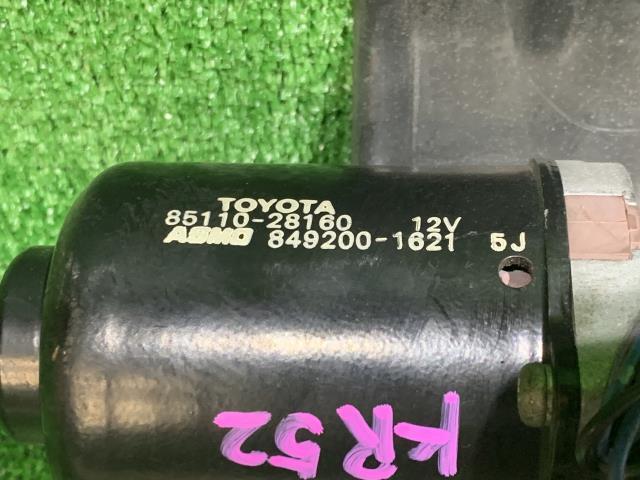 TOYOTA
85110-28160 12V
ASMO 849200-1621 5J
KR52